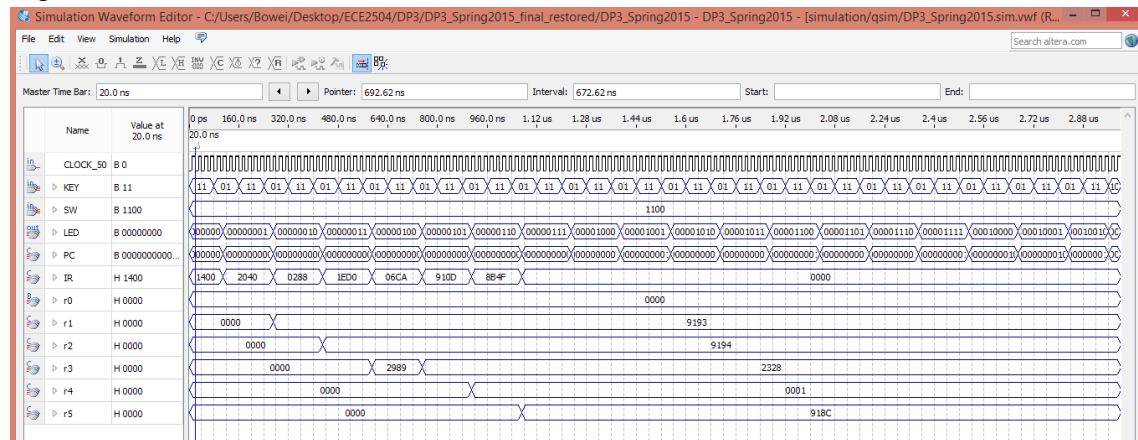 Simulation Waveform Editor - C:/Users/Bowei/Desktop/ECE2504/DP3/DP3_Spring2015_final_restored/DP3_Spring2015 - DP3_Spring2015 - [simulation/qsim/DP3_Spring2015.sim.vwf (R...
File Edit View Simulation Help Search altera.com
Master Time Bar: 20.0 ns Pointer: 692.62 ns Interval: 672.62 ns Start: End:
Name Value at 20.0 ns 0 ps 160.0 ns 320.0 ns 480.0 ns 640.0 ns 800.0 ns 960.0 ns 1.12 us 1.28 us 1.44 us 1.6 us 1.76 us 1.92 us 2.08 us 2.24 us 2.4 us 2.56 us 2.72 us 2.88 us
20.0 ns
CLOCK_50 B 0
KEY B 11 11 01 11 01 11 01 11 01 11 01 11 01 11 01 11 01 11 01 11 01 11 01 11 01 11 01 11 01 11 01 11 01 11 01 11 01 11
SW B 1100 1100
LED B 00000000 00000001 00000010 00000011 00000100 00000101 00000110 00000111 00001000 00001001 00001010 00001011 00001100 00001101 00001110 00001111 00010000 00010001
PC B 0000000000...
IR H 1400 1400 2040 0288 1ED0 06CA 910D 8B4F 0000
r0 H 0000 0000
r1 H 0000 0000 9193
r2 H 0000 0000 9194
r3 H 0000 0000 2989 2328
r4 H 0000 0000 0001
r5 H 0000 0000 918C